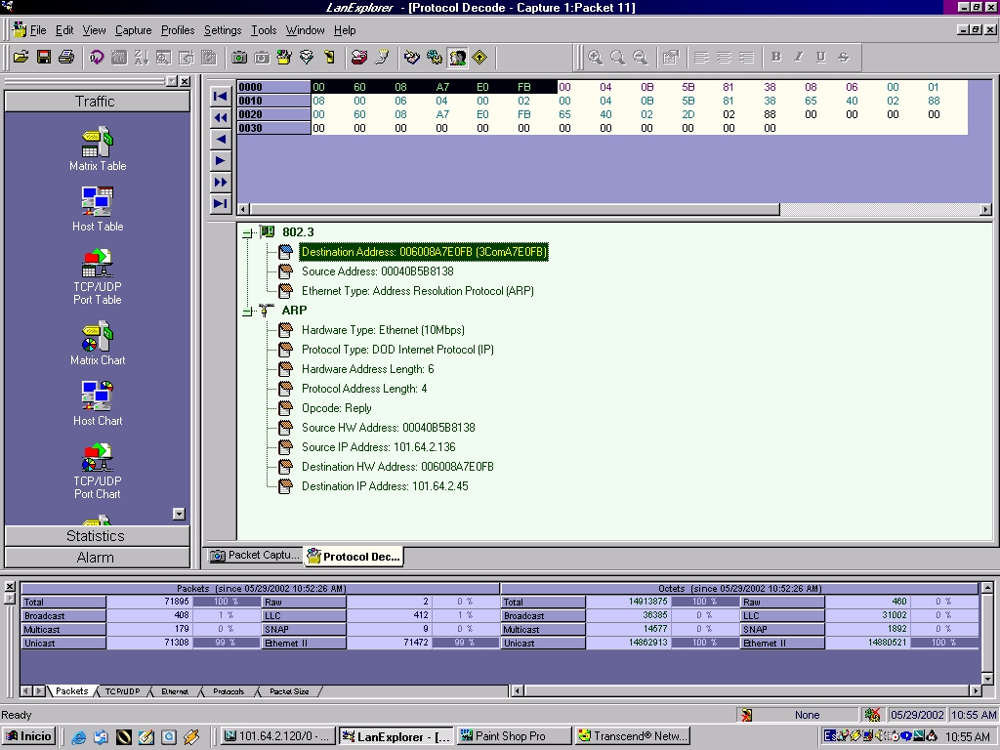 LanExplorer - [Protocol Decode - Capture 1:Packet 11]
File Edit View Capture Profiles Settings Tools Window Help
B I U S
Traffic
Matrix Table
Host Table
TCP/UDP
Port Table
Matrix Chart
Host Chart
TCP/UDP
Port Chart
Statistics
Alarm
0000 00 60 08 A7 E0 FB 00 04 0B 5B 81 38 08 06 00 01
0010 08 00 06 04 00 02 00 04 0B 5B 81 38 65 40 02 88
0020 00 60 08 A7 E0 FB 65 40 02 2D 02 88 00 00 00 00
0030 00 00 00 00 00 00 00 00 00 00 00 00
802.3
Destination Address: 006008A7E0FB (3ComA7E0FB)
Source Address: 00040B5B8138
Ethernet Type: Address Resolution Protocol (ARP)
ARP
Hardware Type: Ethernet (10Mbps)
Protocol Type: DOD Internet Protocol (IP)
Hardware Address Length: 6
Protocol Address Length: 4
Opcode: Reply
Source HW Address: 00040B5B8138
Source IP Address: 101.64.2.136
Destination HW Address: 006008A7E0FB
Destination IP Address: 101.64.2.45
Packet Captu... Protocol Dec...
Packets (since 05/29/2002 10:52:26 AM) Octets (since 05/29/2002 10:52:26 AM)
Total 71895 100 % Raw 2 0 % Total 14913875 100 % Raw 460 0 %
Broadcast 408 1 % LLC 412 1 % Broadcast 36385 0 % LLC 31002 0 %
Multicast 179 0 % SNAP 9 0 % Multicast 14577 0 % SNAP 1892 0 %
Unicast 71308 99 % Ethernet II 71472 99 % Unicast 14862913 100 % Ethernet II 14880521 100 %
Packets TCP/UDP Ethernet Protocols Packet Size
Ready None 05/29/2002 10:55 AM
Inicio 101.64.2.120/0 - ... LanExplorer - [... Paint Shop Pro Transcend® Netw... Es 10:55 AM